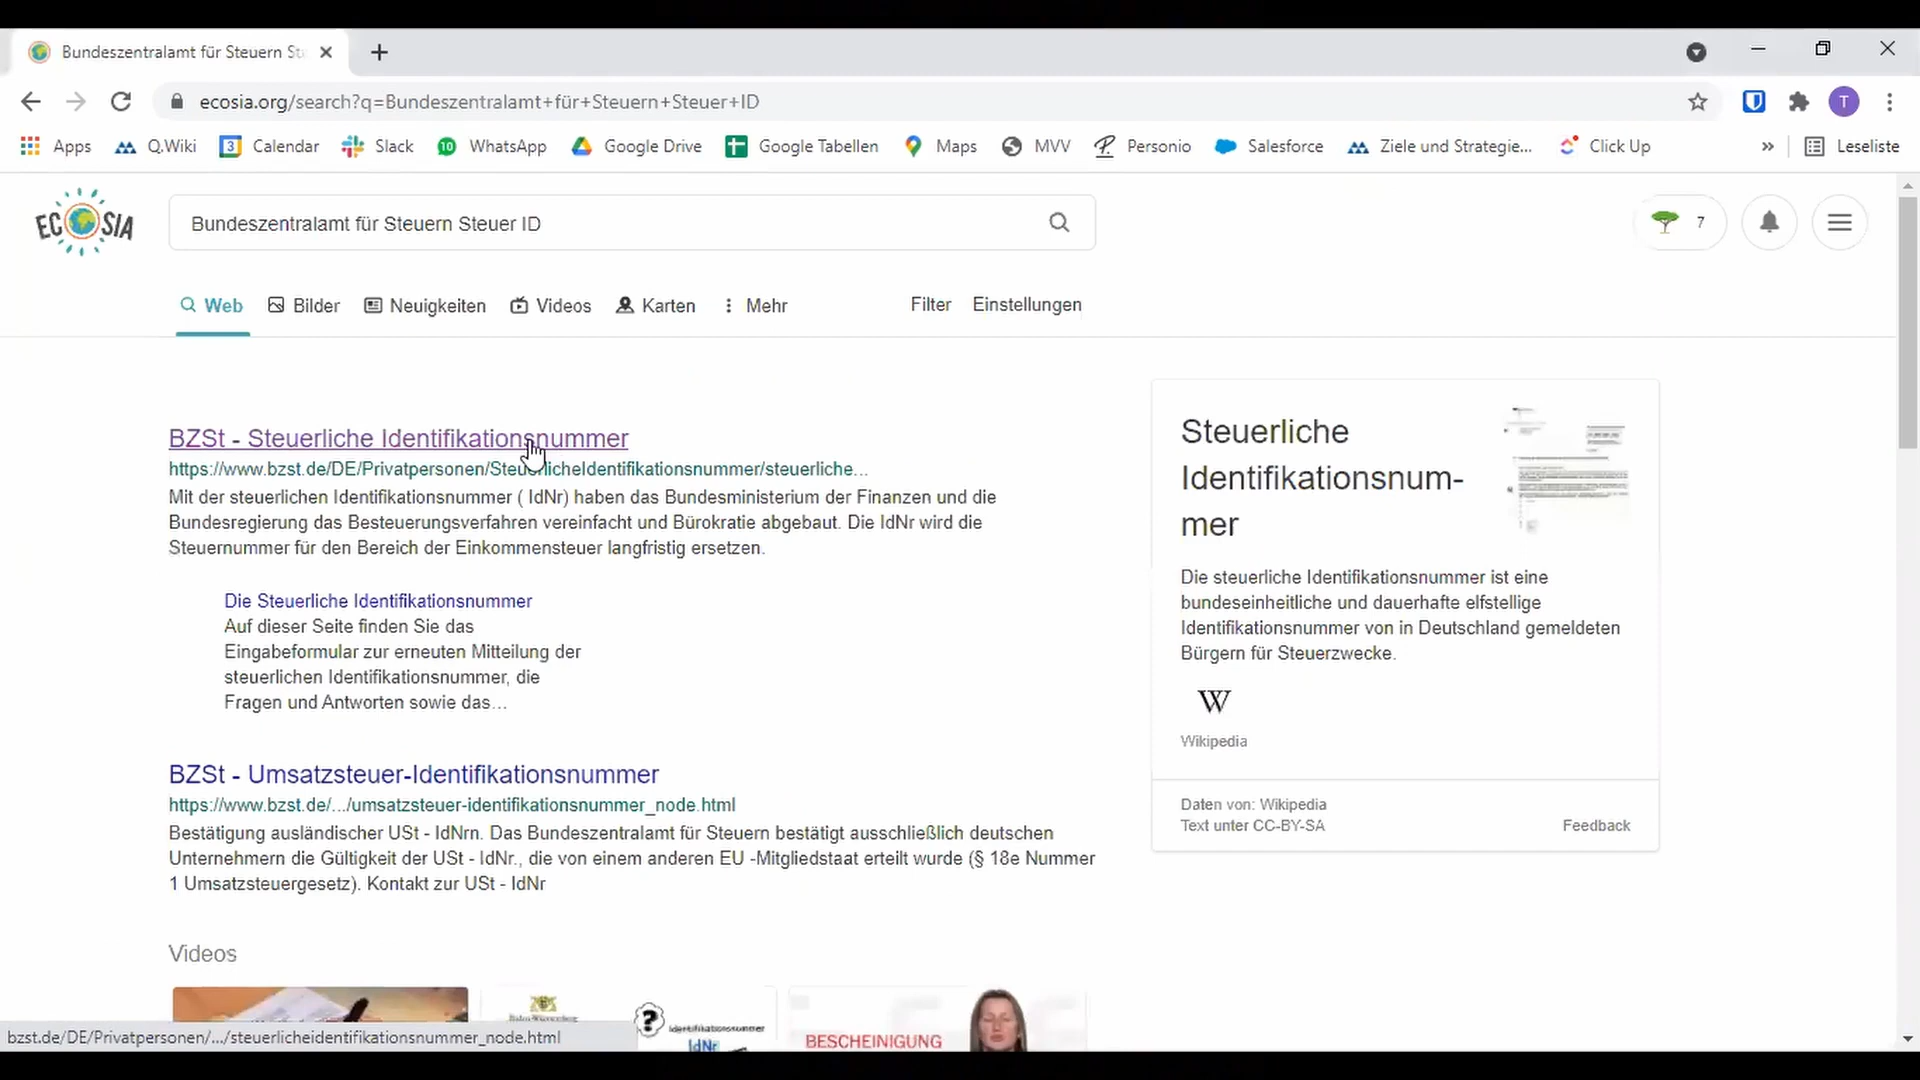 Bundeszentralamt für Steuern St
ecosia.org/search?q=Bundeszentralamt+für+Steuern+Steuer+ID
T
Apps
Q.Wiki
3
Calendar
Slack
10
WhatsApp
Google Drive
Google Tabellen
Maps
MVV
Personio
Salesforce
Ziele und Strategie...
Click Up
»
Leseliste
ECOSIA
Bundeszentralamt für Steuern Steuer ID
7
Web
Bilder
Neuigkeiten
Videos
Karten
Mehr
Filter
Einstellungen
BZSt - Steuerliche Identifikationsnummer
https://www.bzst.de/DE/Privatpersonen/SteuerlicheIdentifikationsnummer/steuerliche...
Mit der steuerlichen Identifikationsnummer ( IdNr) haben das Bundesministerium der Finanzen und die
Bundesregierung das Besteuerungsverfahren vereinfacht und Bürokratie abgebaut. Die IdNr wird die
Steuernummer für den Bereich der Einkommensteuer langfristig ersetzen.
Die Steuerliche Identifikationsnummer
Auf dieser Seite finden Sie das
Eingabeformular zur erneuten Mitteilung der
steuerlichen Identifikationsnummer, die
Fragen und Antworten sowie das...
BZSt - Umsatzsteuer-Identifikationsnummer
https://www.bzst.de/.../umsatzsteuer-identifikationsnummer_node.html
Bestätigung ausländischer USt - IdNrn. Das Bundeszentralamt für Steuern bestätigt ausschließlich deutschen
Unternehmern die Gültigkeit der USt - IdNr., die von einem anderen EU -Mitgliedstaat erteilt wurde (§ 18e Nummer
1 Umsatzsteuergesetz). Kontakt zur USt - IdNr
Steuerliche
Identifikationsnum-
mer
Die steuerliche Identifikationsnummer ist eine
bundeseinheitliche und dauerhafte elfstellige
Identifikationsnummer von in Deutschland gemeldeten
Bürgern für Steuerzwecke.
W
Wikipedia
Daten von: Wikipedia
Text unter CC-BY-SA
Feedback
Videos
Baden-Württemberg
?
Identifikationsnummer
IdNr
BESCHEINIGUNG
bzst.de/DE/Privatpersonen/.../steuerlicheidentifikationsnummer_node.html